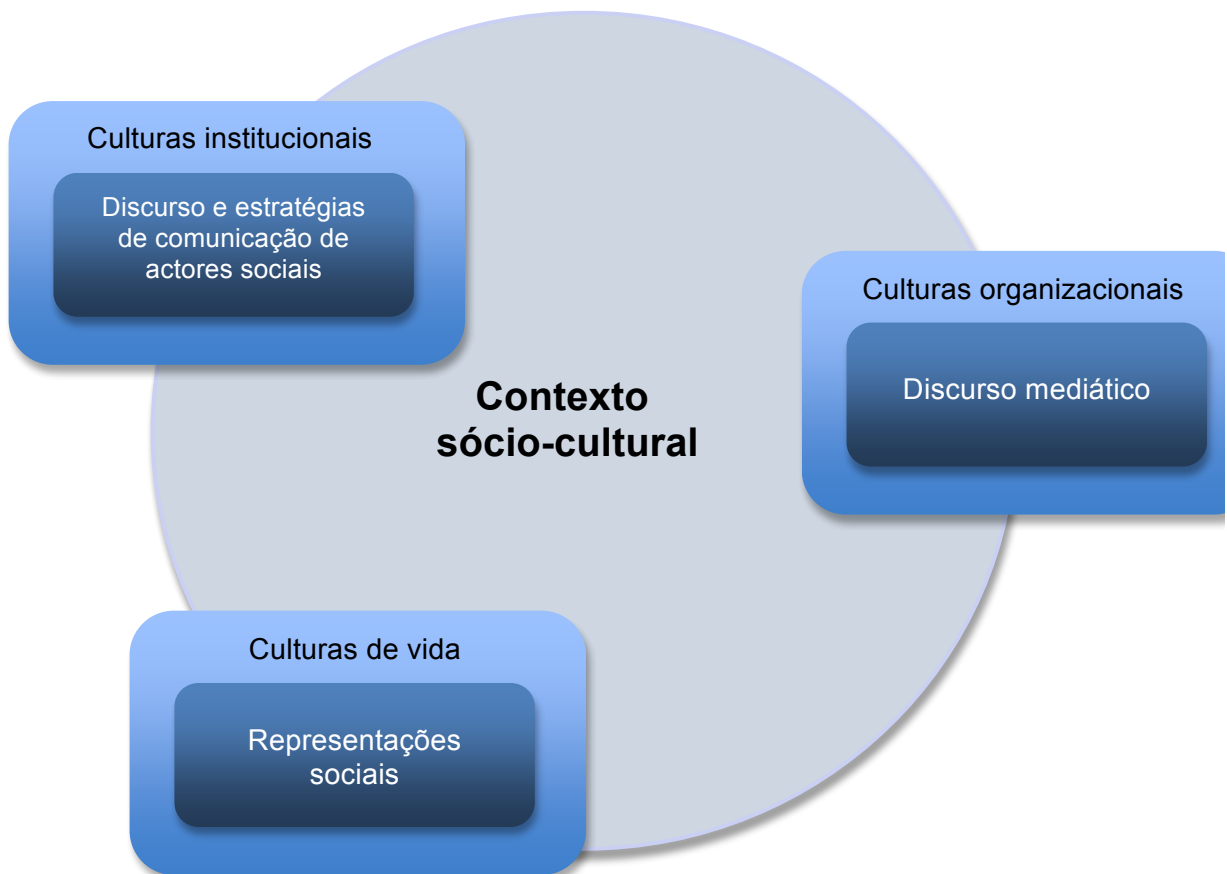 Culturas institucionais
Discurso e estratégias
de comunicação de
actores sociais
Culturas organizacionais
Discurso mediático
Contexto
sócio-cultural
Culturas de vida
Representações
sociais